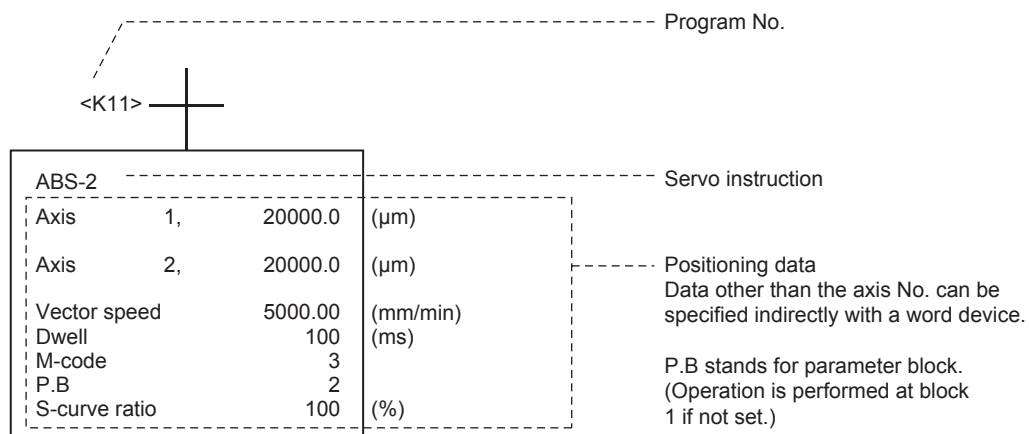 Program No.
<K11>
ABS-2 Servo instruction
Axis 1, 20000.0 (µm)
Axis 2, 20000.0 (µm)
Positioning data
Data other than the axis No. can be
specified indirectly with a word device.
Vector speed 5000.00 (mm/min)
Dwell 100 (ms)
M-code 3
P.B 2
S-curve ratio 100 (%)
P.B stands for parameter block.
(Operation is performed at block
1 if not set.)